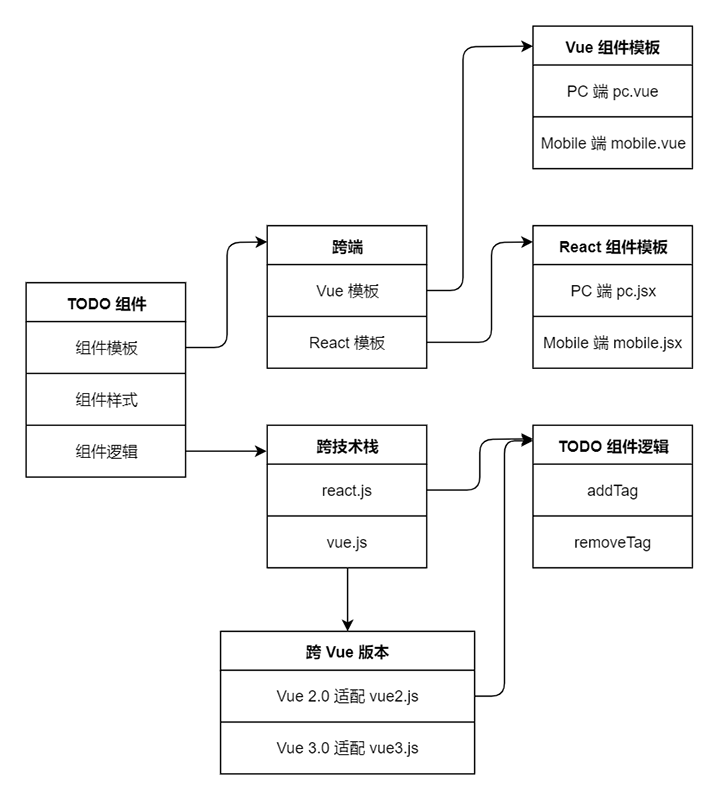 Vue 组件模板
PC 端 pc.vue
Mobile 端 mobile.vue
跨端
Vue 模板
React 模板
React 组件模板
PC 端 pc.jsx
Mobile 端 mobile.jsx
TODO 组件
组件模板
组件样式
组件逻辑
跨技术栈
react.js
vue.js
TODO 组件逻辑
addTag
removeTag
跨 Vue 版本
Vue 2.0 适配 vue2.js
Vue 3.0 适配 vue3.js